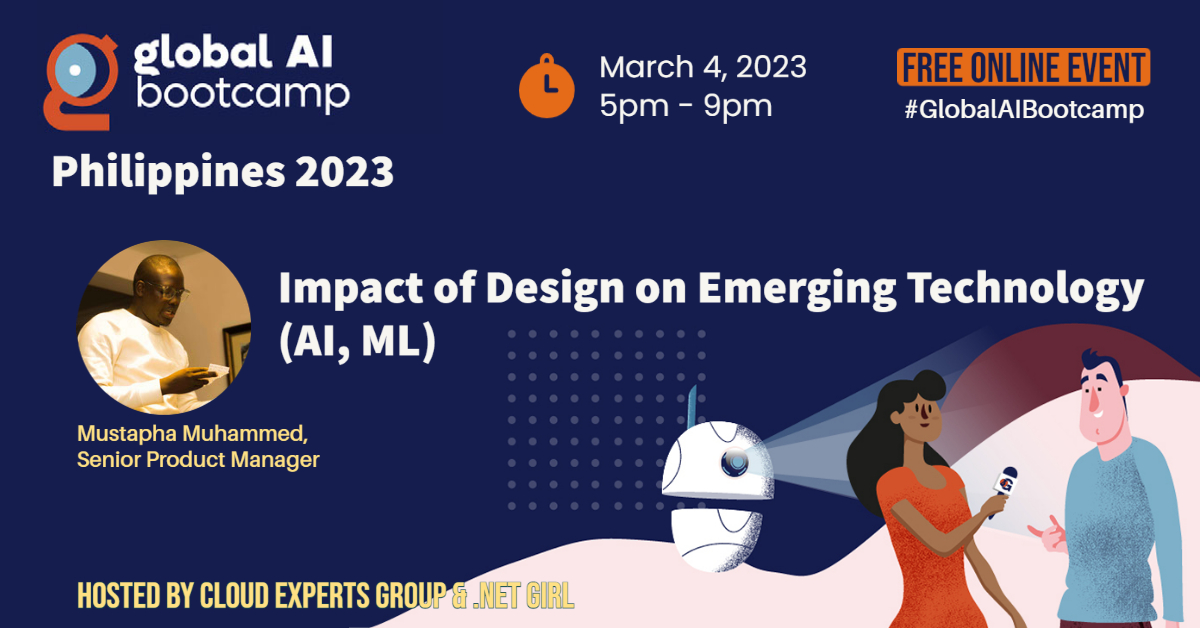 global AI
bootcamp
March 4, 2023
5pm - 9pm
FREE ONLINE EVENT
#GlobalAIBootcamp
Philippines 2023
Impact of Design on Emerging Technology
(AI, ML)
Mustapha Muhammed,
Senior Product Manager
G
HOSTED BY CLOUD EXPERTS GROUP & .NET GIRL